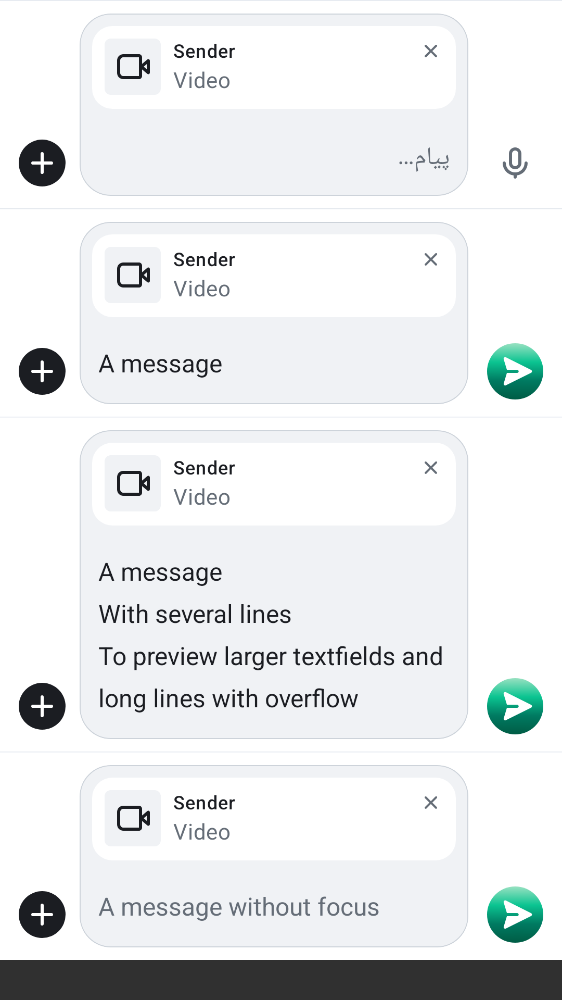 Sender
Video
پیام...
Sender
Video
A message
Sender
Video
A message
With several lines
To preview larger textfields and
long lines with overflow
Sender
Video
A message without focus